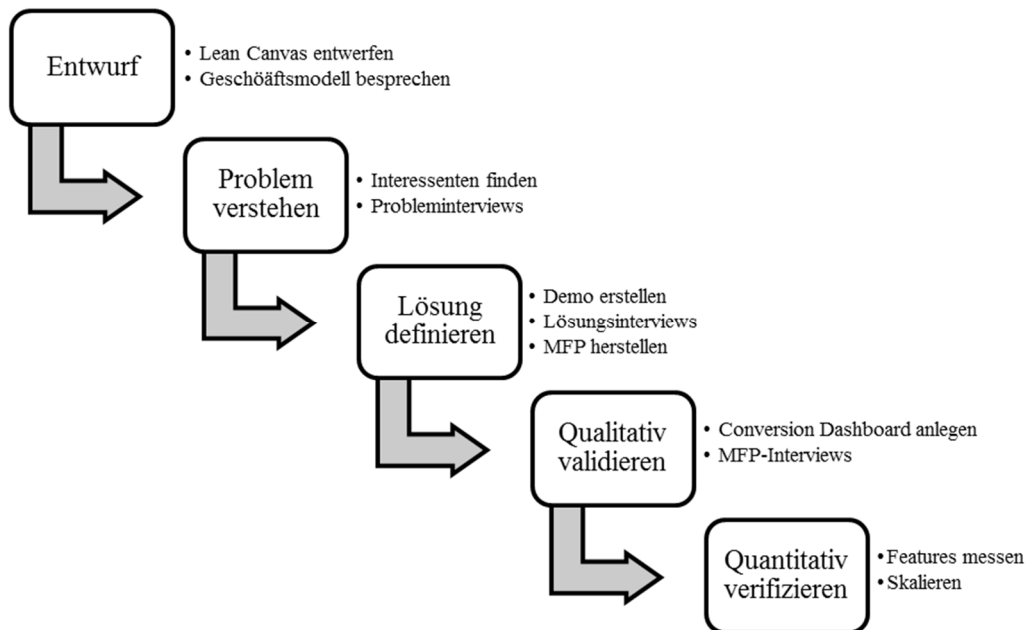 Entwurf
• Lean Canvas entwerfen
• Geschöäftsmodell besprechen
Problem
verstehen
• Interessenten finden
• Probleminterviews
Lösung
definieren
• Demo erstellen
• Lösungsinterviews
• MFP herstellen
Qualitativ
validieren
• Conversion Dashboard anlegen
• MFP-Interviews
Quantitativ
verifizieren
• Features messen
• Skalieren